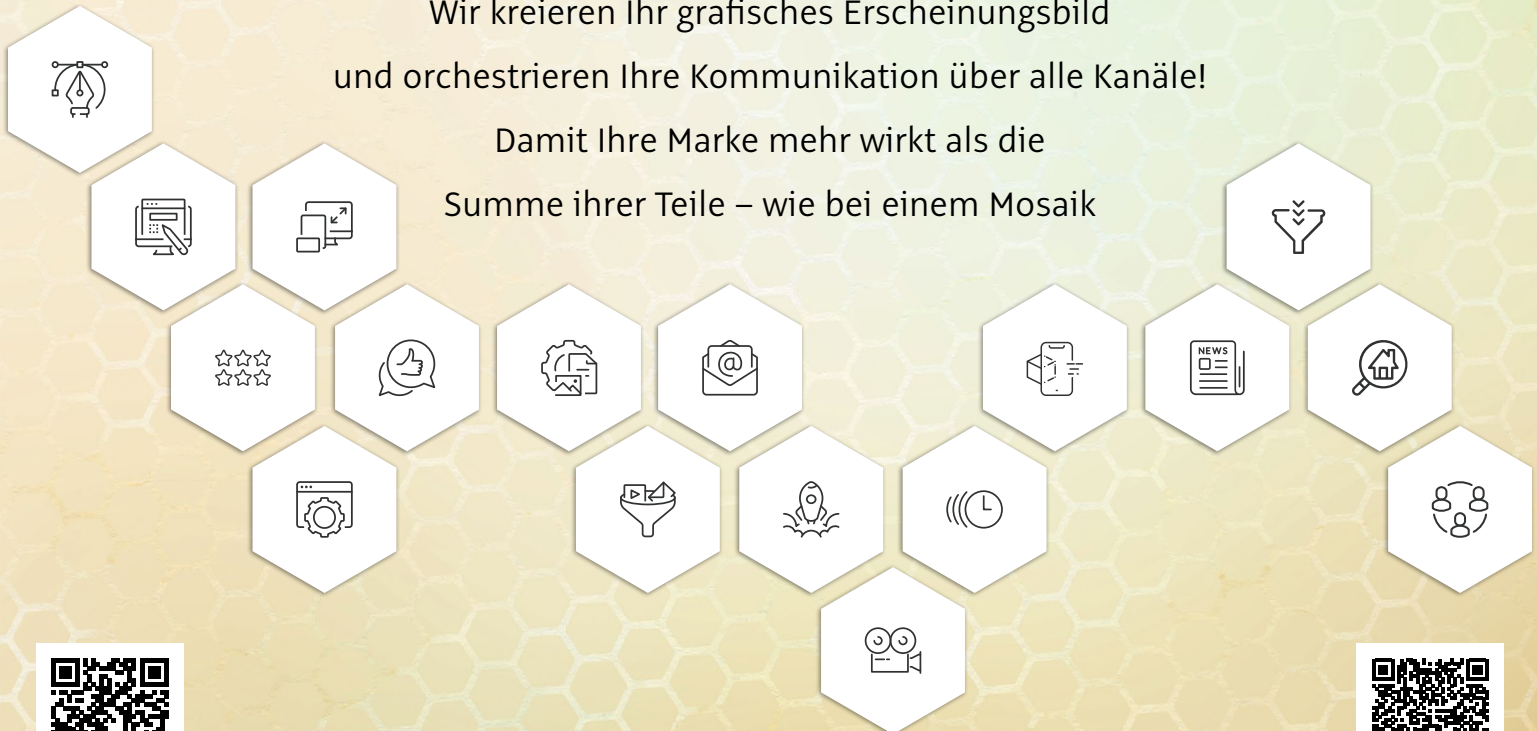 Wir kreieren Ihr grafisches Erscheinungsbild
und orchestrieren Ihre Kommunikation über alle Kanäle!
Damit Ihre Marke mehr wirkt als die
Summe ihrer Teile – wie bei einem Mosaik
@
NEWS